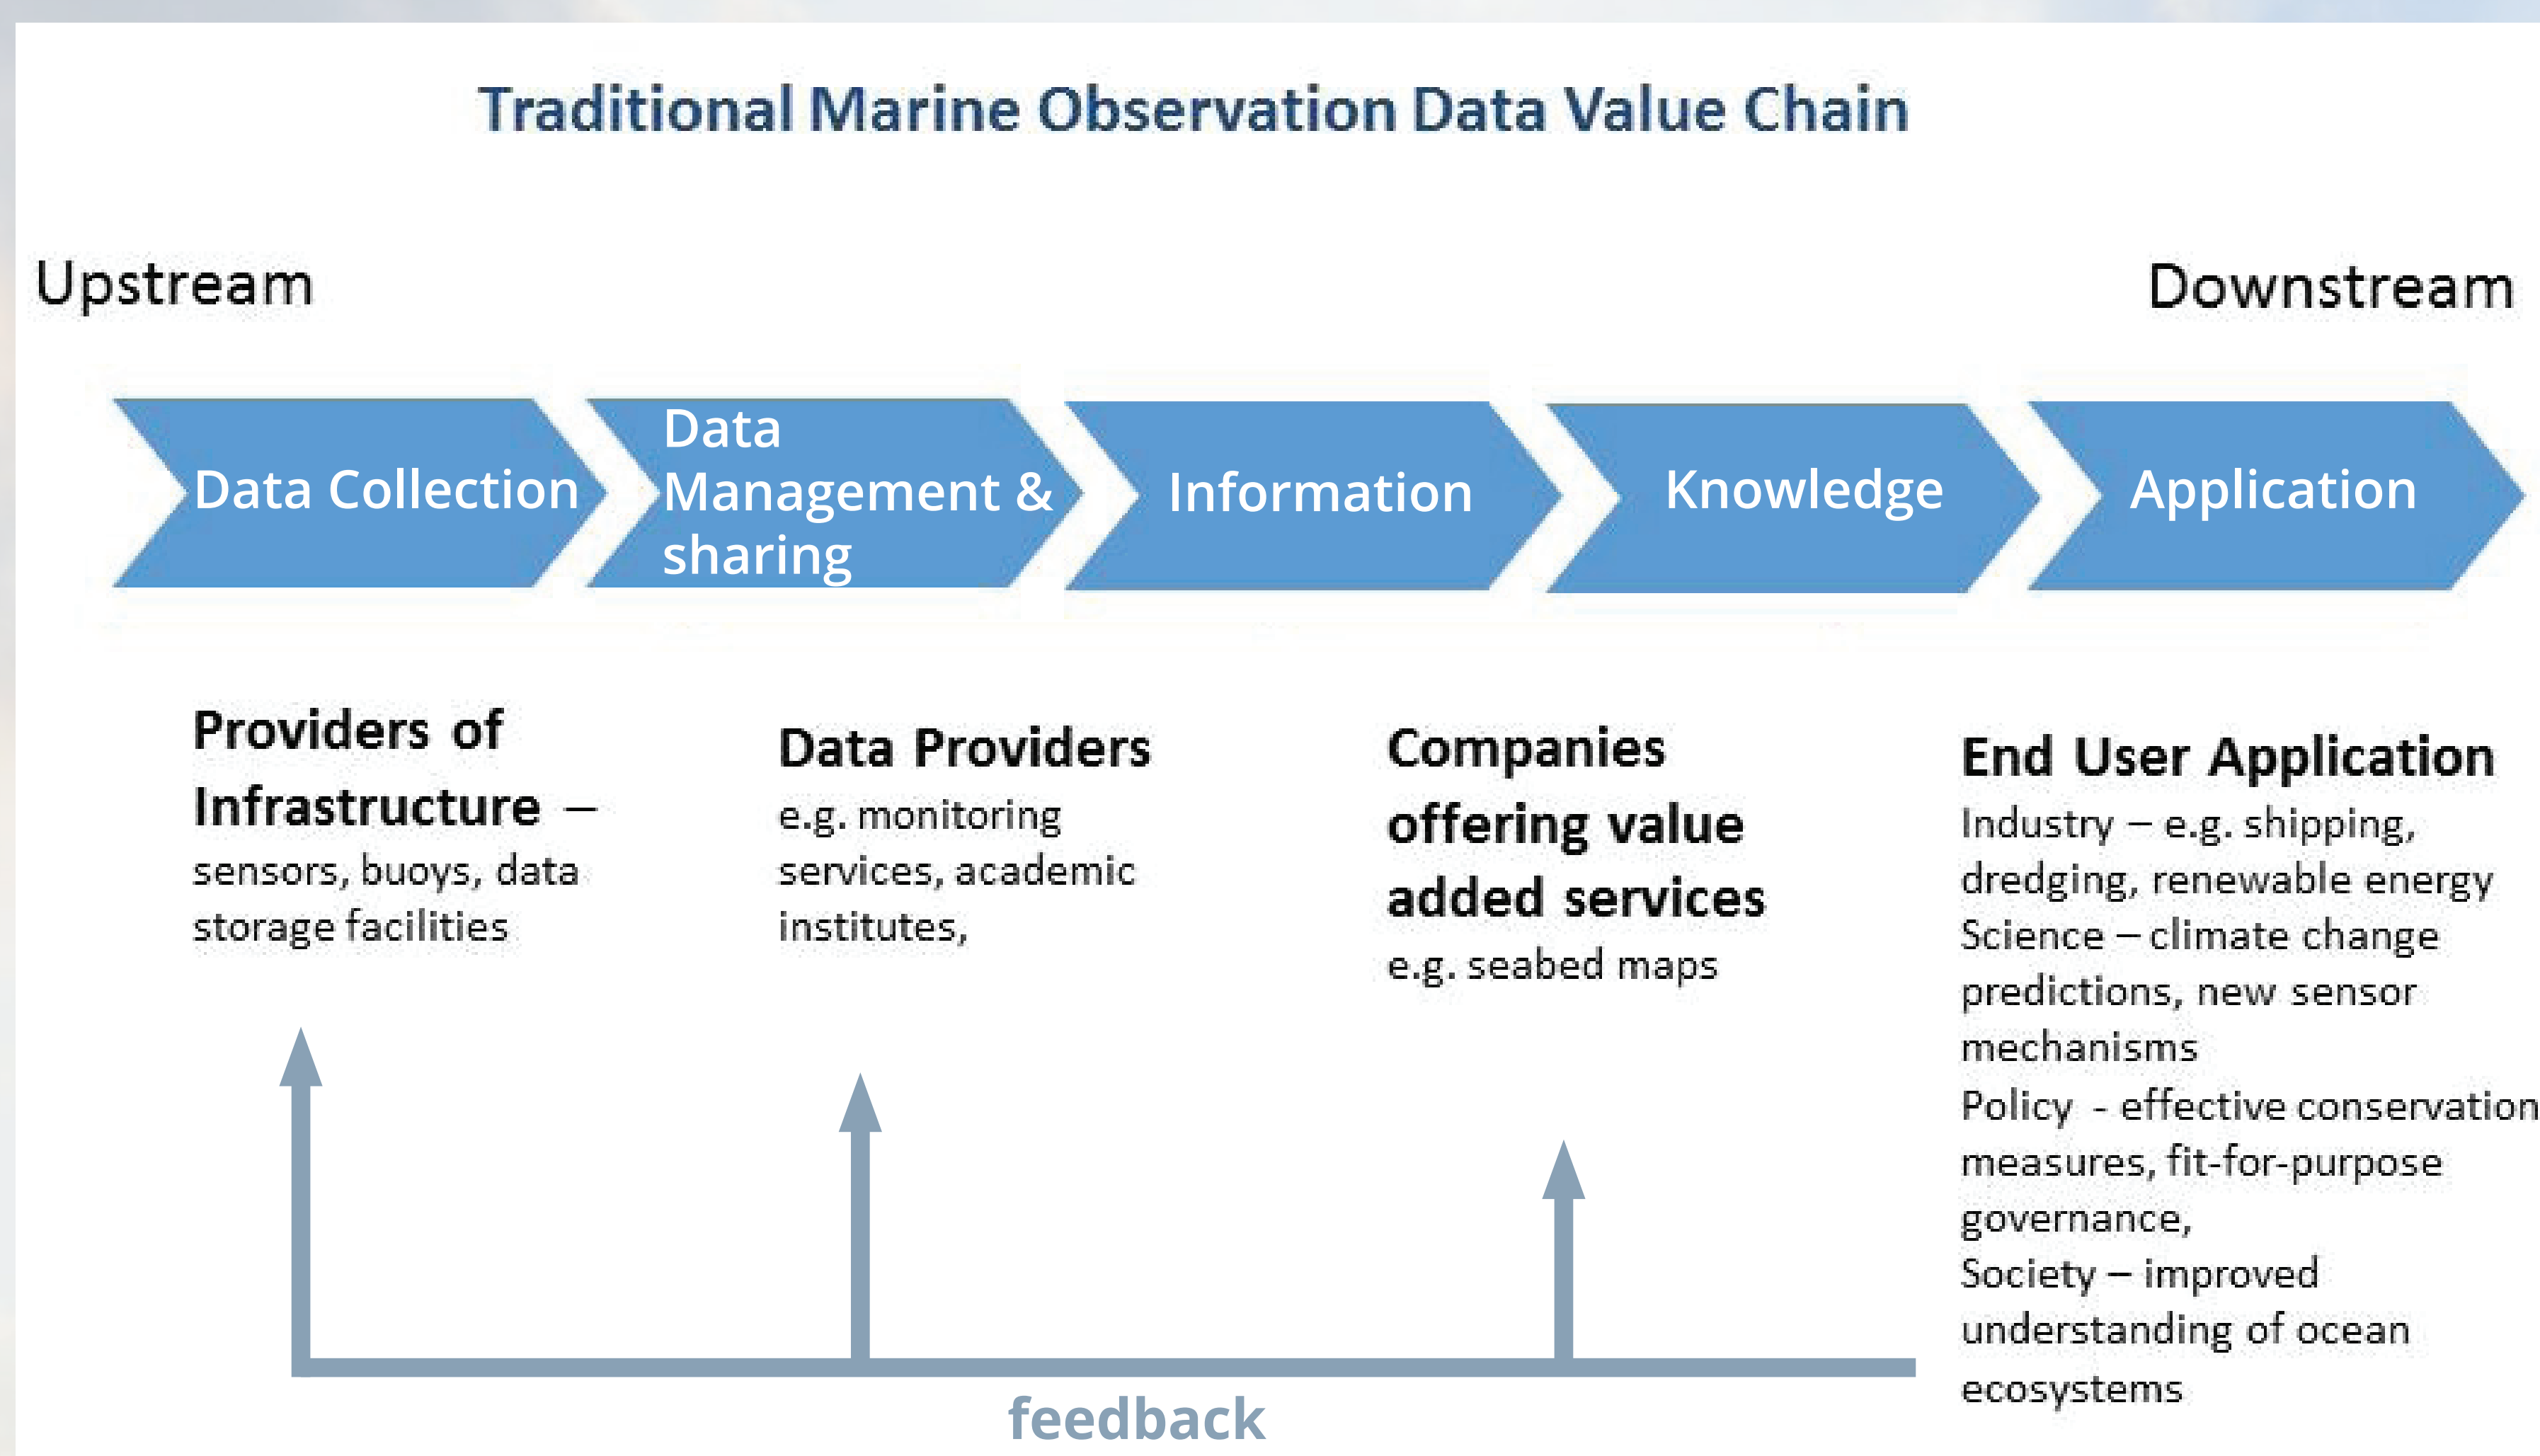 Traditional Marine Observation Data Value Chain
Upstream
Downstream
Data Collection
Data
Management &
sharing
Information
Knowledge
Application
Providers of
Infrastructure –
sensors, buoys, data
storage facilities
Data Providers
e.g. monitoring
services, academic
institutes,
Companies
offering value
added services
e.g. seabed maps
End User Application
Industry – e.g. shipping,
dredging, renewable energy
Science – climate change
predictions, new sensor
mechanisms
Policy - effective conservation
measures, fit-for-purpose
governance,
Society – improved
understanding of ocean
ecosystems
feedback